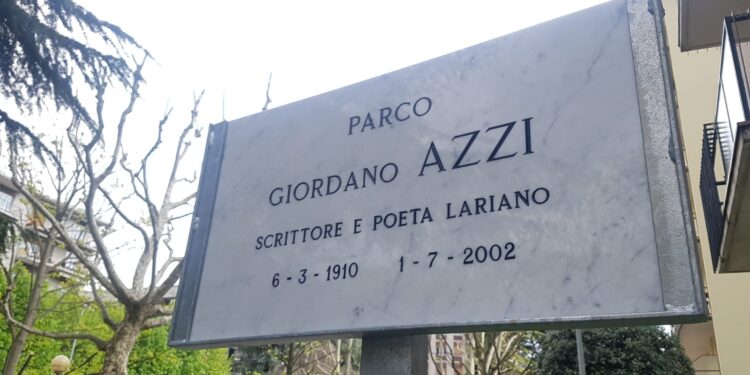 PARCO
GIORDANO AZZI
SCRITTORE E POETA LARIANO
6-3-1910 1-7-2002